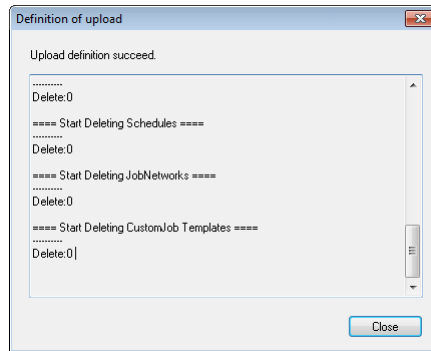 Definition of upload
Upload definition succeed.
----------
Delete:0
==== Start Deleting Schedules ====
----------
Delete:0
==== Start Deleting JobNetworks ====
----------
Delete:0
==== Start Deleting CustomJob Templates ====
----------
Delete:0
Close